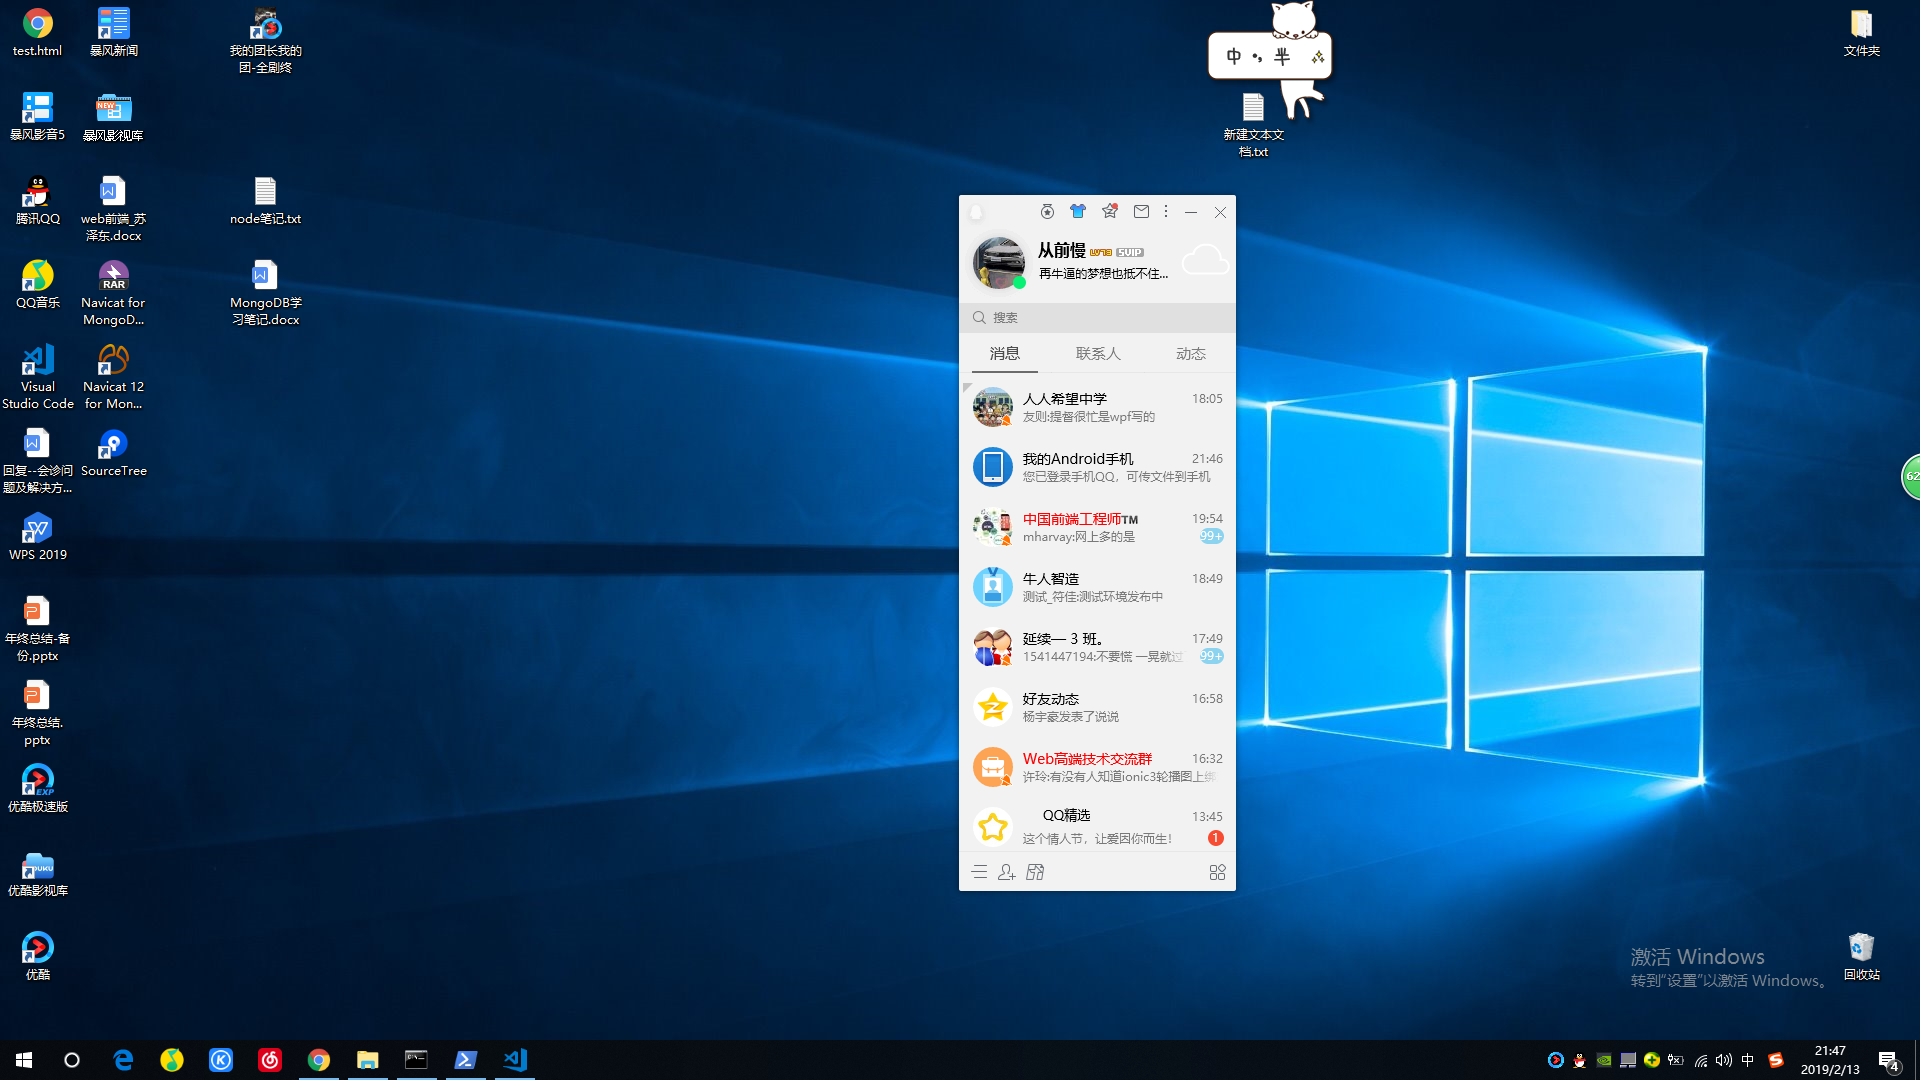 test.html
暴风新闻
我的团长我的
团-全剧终
中 •, 半
文件夹
暴风影音5
NEW
暴风影视库
新建文本文
档.txt
腾讯QQ
web前端_苏
泽东.docx
node笔记.txt
QQ音乐
RAR
Navicat for
MongoD...
MongoDB学
习笔记.docx
Visual
Studio Code
Navicat 12
for Mon...
回复--会诊问
题及解决方...
SourceTree
WPS 2019
年终总结-备
份.pptx
年终总结.
pptx
EXP
优酷极速版
优酷影视库
优酷
从前慢 LV73 SVIP
再牛逼的梦想也抵不住...
搜索
消息 联系人 动态
人人希望中学 18:05
友则:提督很忙是wpf写的
我的Android手机 21:46
您已登录手机QQ，可传文件到手机
中国前端工程师TM 19:54
mharvay:网上多的是 99+
牛人智造 18:49
测试_符佳:测试环境发布中
延续— 3 班。 17:49
1541447194:不要慌 一晃就过 99+
好友动态 16:58
杨宇豪发表了说说
Web高端技术交流群 16:32
许玲:有没有人知道ionic3轮播图上绑
QQ精选 13:45
这个情人节，让爱因你而生！ 1
62
激活 Windows
转到"设置"以激活 Windows。
回收站
中
21:47
2019/2/13
4